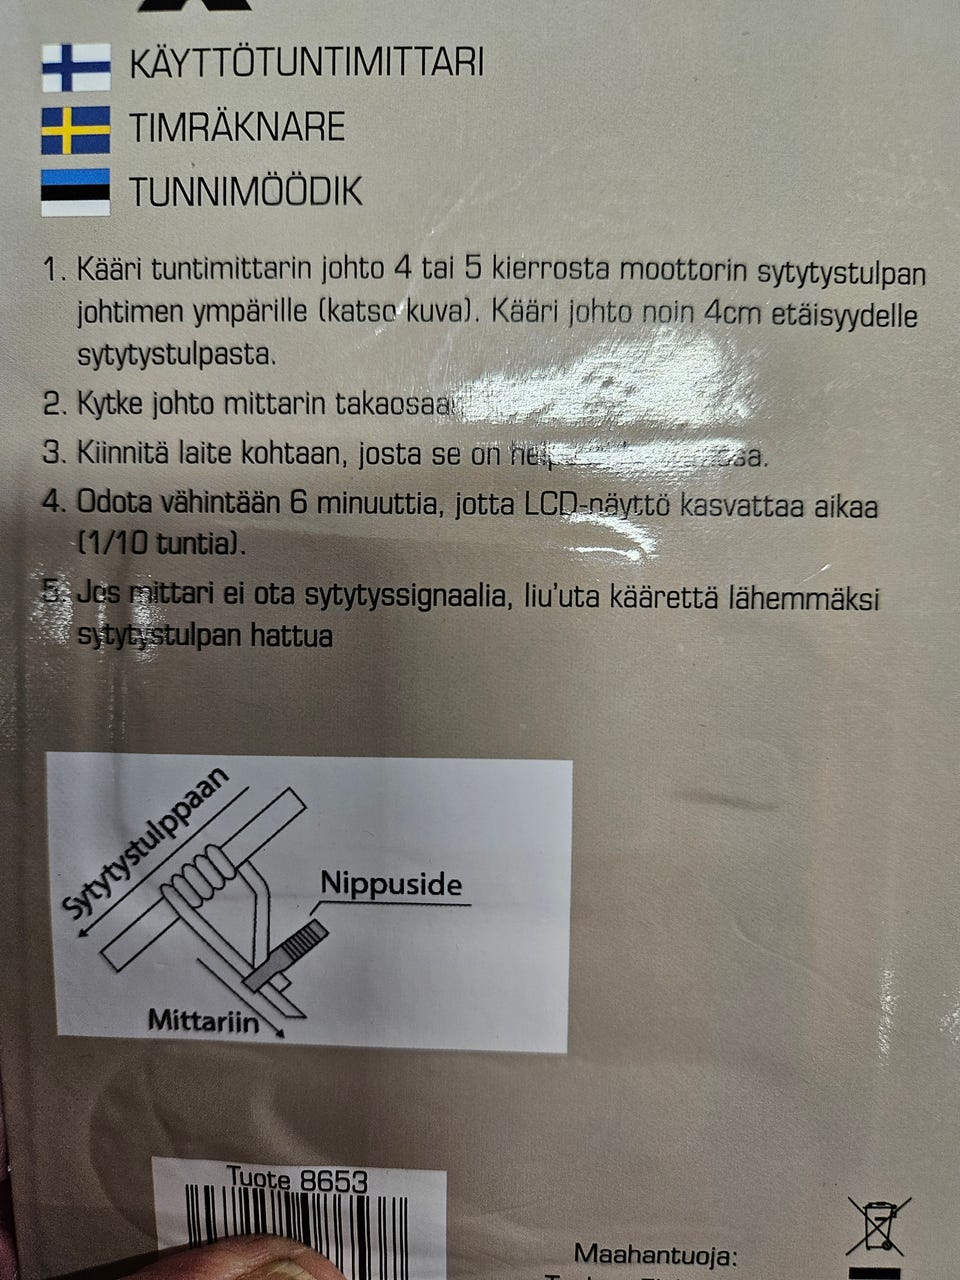 KÄYTTÖTUNTIMITTARI
TIMRÄKNARE
TUNNIMÖÖDIK
1. Kääri tuntimittarin johto 4 tai 5 kierrosta moottorin sytytystulpan
johtimen ympärille (katso kuva). Kääri johto noin 4cm etäisyydelle
sytytystulpasta.
2. Kytke johto mittarin takaosaa
3. Kiinnitä laite kohtaan, josta se on
4. Odota vähintään 6 minuuttia, jotta LCD-näyttö kasvattaa aikaa
(1/10 tuntia).
5. Jos mittari ei ota sytytyssignaalia, liu'uta käärettä lähemmäksi
sytytystulpan hattua
Sytytystulppaan
Nippuside
Mittariin
Tuote 8653
Maahantuoja: